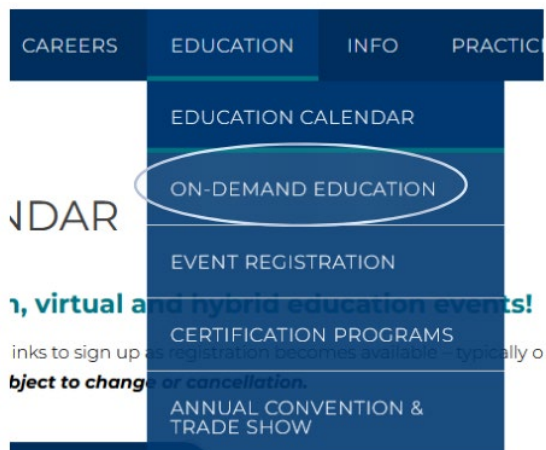 CAREERS EDUCATION INFO PRACTIC
EDUCATION CALENDAR
ON-DEMAND EDUCATION
NDAR
EVENT REGISTRATION
n, virtual and hybrid education events!
CERTIFICATION PROGRAMS
inks to sign up as registration becomes available – typically o
bject to change or cancellation.
ANNUAL CONVENTION &
TRADE SHOW